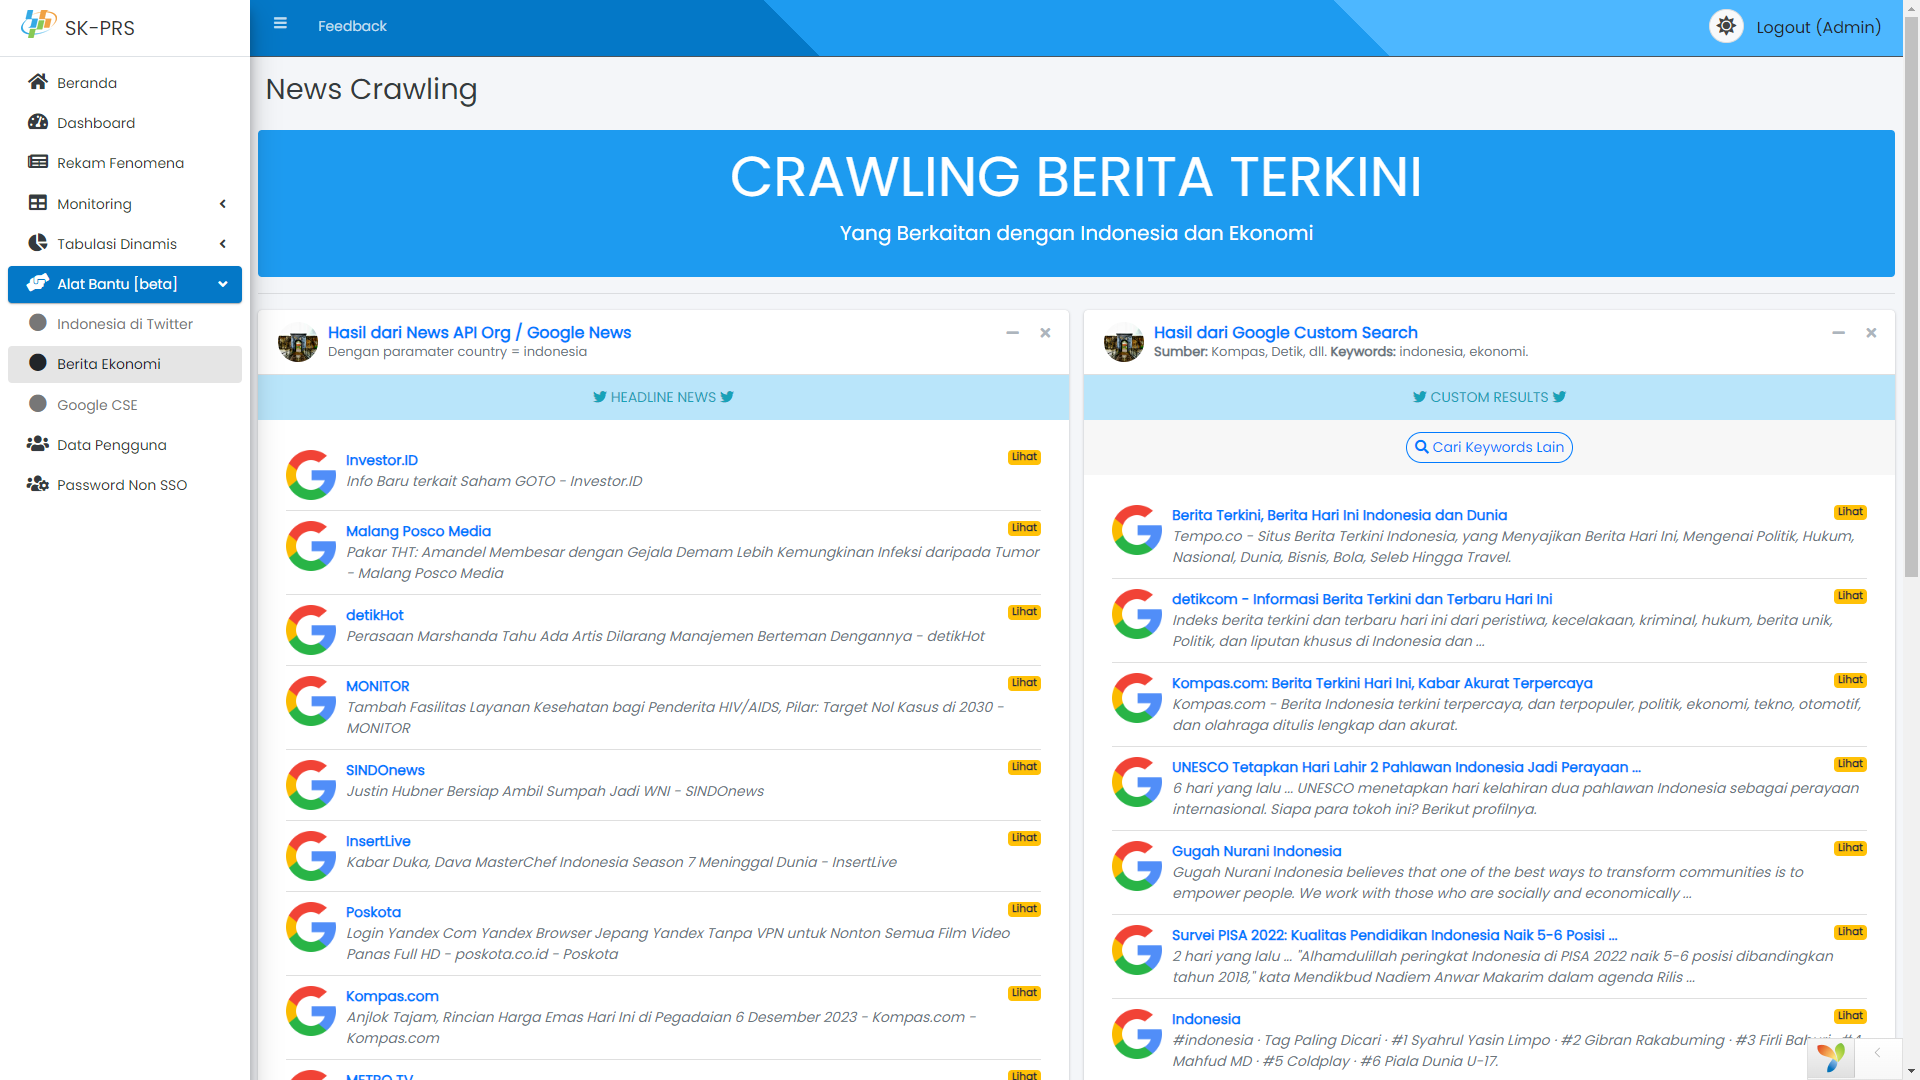 SK-PRS
Feedback
Logout (Admin)
Beranda
Dashboard
Rekam Fenomena
Monitoring
Tabulasi Dinamis
Alat Bantu [beta]
Indonesia di Twitter
Berita Ekonomi
Google CSE
Data Pengguna
Password Non SSO
News Crawling
CRAWLING BERITA TERKINI
Yang Berkaitan dengan Indonesia dan Ekonomi
Hasil dari News API Org / Google News
Dengan paramater country = indonesia
HEADLINE NEWS
Investor.ID
Lihat
Info Baru terkait Saham GOTO - Investor.ID
Malang Posco Media
Lihat
Pakar THT: Amandel Membesar dengan Gejala Demam Lebih Kemungkinan Infeksi daripada Tumor
- Malang Posco Media
detikHot
Lihat
Perasaan Marshanda Tahu Ada Artis Dilarang Manajemen Berteman Dengannya - detikHot
MONITOR
Lihat
Tambah Fasilitas Layanan Kesehatan bagi Penderita HIV/AIDS, Pilar: Target Nol Kasus di 2030 -
MONITOR
SINDOnews
Lihat
Justin Hubner Bersiap Ambil Sumpah Jadi WNI - SINDOnews
InsertLive
Lihat
Kabar Duka, Dava MasterChef Indonesia Season 7 Meninggal Dunia - InsertLive
Poskota
Lihat
Login Yandex Com Yandex Browser Jepang Yandex Tanpa VPN untuk Nonton Semua Film Video
Panas Full HD - poskota.co.id - Poskota
Kompas.com
Lihat
Anjlok Tajam, Rincian Harga Emas Hari Ini di Pegadaian 6 Desember 2023 - Kompas.com -
Kompas.com
METRO TV
Lihat
Hasil dari Google Custom Search
Sumber: Kompas, Detik, dll. Keywords: indonesia, ekonomi.
CUSTOM RESULTS
Cari Keywords Lain
Berita Terkini, Berita Hari Ini Indonesia dan Dunia
Lihat
Tempo.co - Situs Berita Terkini Indonesia, yang Menyajikan Berita Hari Ini, Mengenai Politik, Hukum,
Nasional, Dunia, Bisnis, Bola, Seleb Hingga Travel.
detikcom - Informasi Berita Terkini dan Terbaru Hari Ini
Lihat
Indeks berita terkini dan terbaru hari ini dari peristiwa, kecelakaan, kriminal, hukum, berita unik,
Politik, dan liputan khusus di Indonesia dan ...
Kompas.com: Berita Terkini Hari Ini, Kabar Akurat Terpercaya
Lihat
Kompas.com - Berita Indonesia terkini terpercaya, dan terpopuler, politik, ekonomi, tekno, otomotif,
dan olahraga ditulis lengkap dan akurat.
UNESCO Tetapkan Hari Lahir 2 Pahlawan Indonesia Jadi Perayaan ...
Lihat
6 hari yang lalu ... UNESCO menetapkan hari kelahiran dua pahlawan Indonesia sebagai perayaan
internasional. Siapa para tokoh ini? Berikut profilnya.
Gugah Nurani Indonesia
Lihat
Gugah Nurani Indonesia believes that one of the best ways to transform communities is to
empower people. We work with those who are socially and economically ...
Survei PISA 2022: Kualitas Pendidikan Indonesia Naik 5-6 Posisi ...
Lihat
2 hari yang lalu ... "Alhamdulillah peringkat Indonesia di PISA 2022 naik 5-6 posisi dibandingkan
tahun 2018," kata Mendikbud Nadiem Anwar Makarim dalam agenda Rilis ...
Indonesia
Lihat
#indonesia · Tag Paling Dicari · #1 Syahrul Yasin Limpo · #2 Gibran Rakabuming · #3 Firli
Mahfud MD · #5 Coldplay · #6 Piala Dunia U-17.